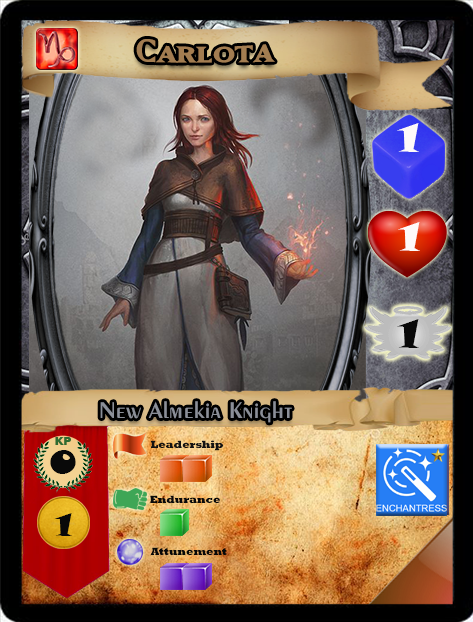 Carlota
1
1
1
New Almekia Knight
KP
1
Leadership
Endurance
Attunement
ENCHANTRESS